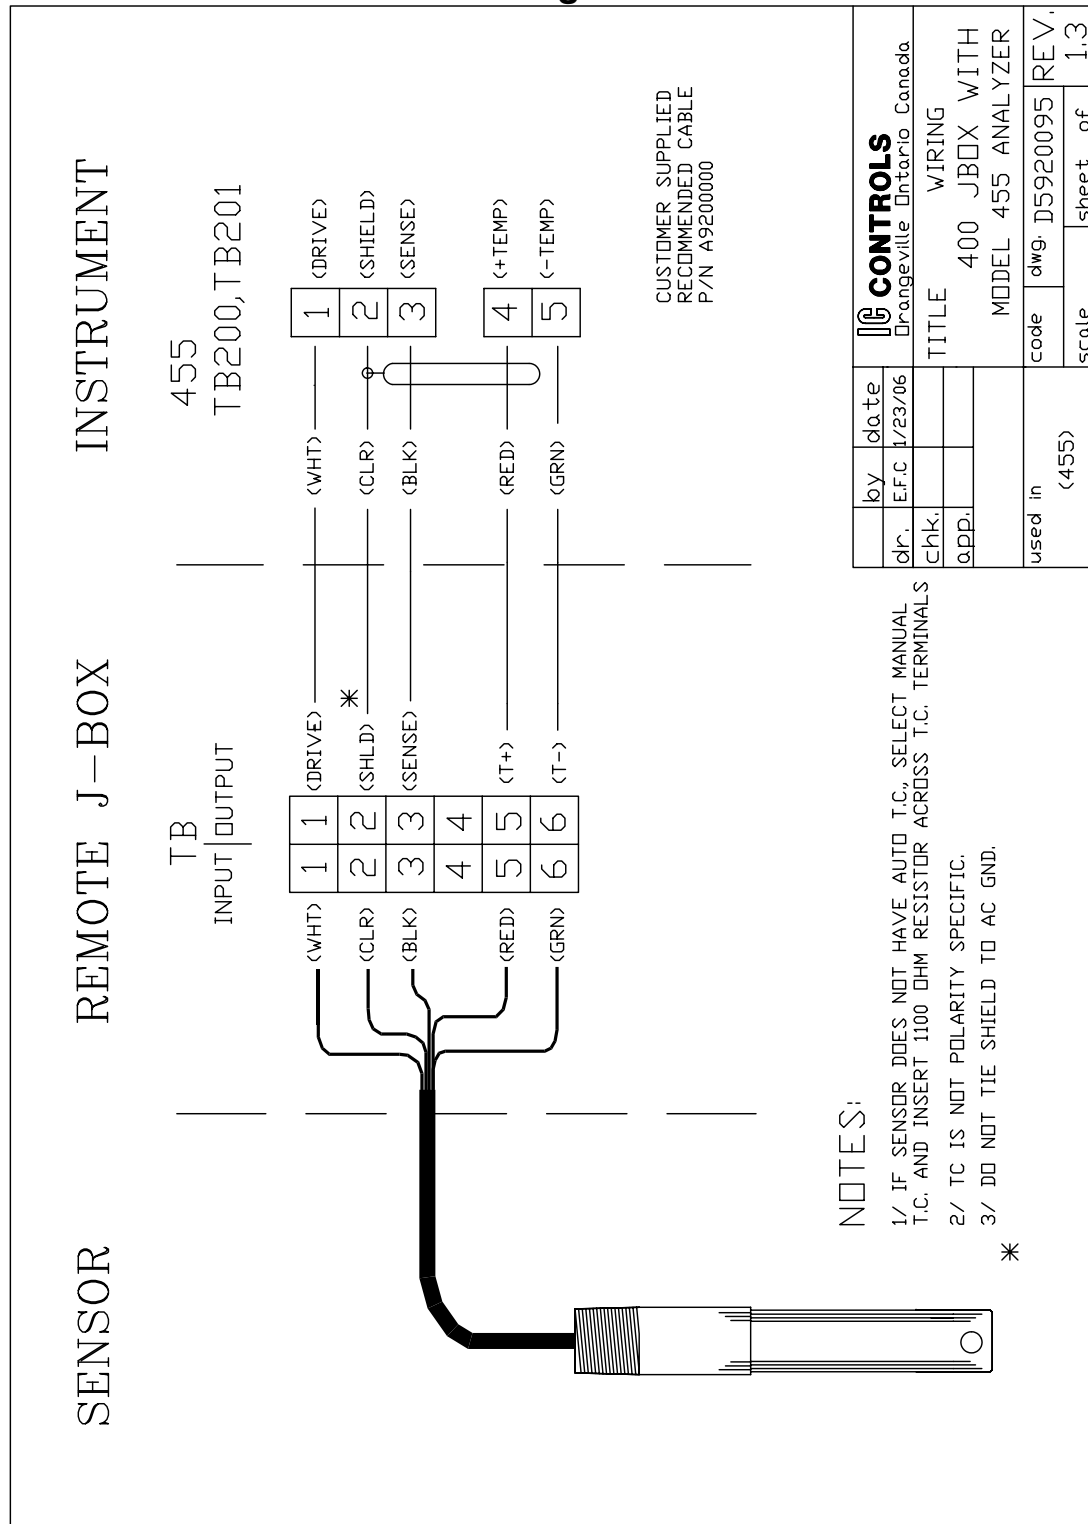 SENSOR
REMOTE J-BOX
INSTRUMENT
TB
INPUT OUTPUT
455
TB200,TB201
(WHT) 1 1 (DRIVE) (WHT) 1 (DRIVE)
(CLR) 2 2 (SHLD) * (CLR) 2 (SHIELD)
(BLK) 3 3 (SENSE) (BLK) 3 (SENSE)
4 4
(RED) 5 5 (T+) (RED) 4 (+TEMP)
(GRN) 6 6 (T-) (GRN) 5 (-TEMP)
CUSTOMER SUPPLIED
RECOMMENDED CABLE
P/N A9200000
NOTES:
1/ IF SENSOR DOES NOT HAVE AUTO T.C., SELECT MANUAL
T.C. AND INSERT 1100 OHM RESISTOR ACROSS T.C. TERMINALS
2/ TC IS NOT POLARITY SPECIFIC.
* 3/ DO NOT TIE SHIELD TO AC GND.
by date
dr. E.F.C 1/23/06
chk.
app.
used in
(455)
IC CONTROLS
Orangeville Ontario Canada
TITLE WIRING
400 JBOX WITH
MODEL 455 ANALYZER
code dwg. D5920095 REV.
1.3
scale sheet of